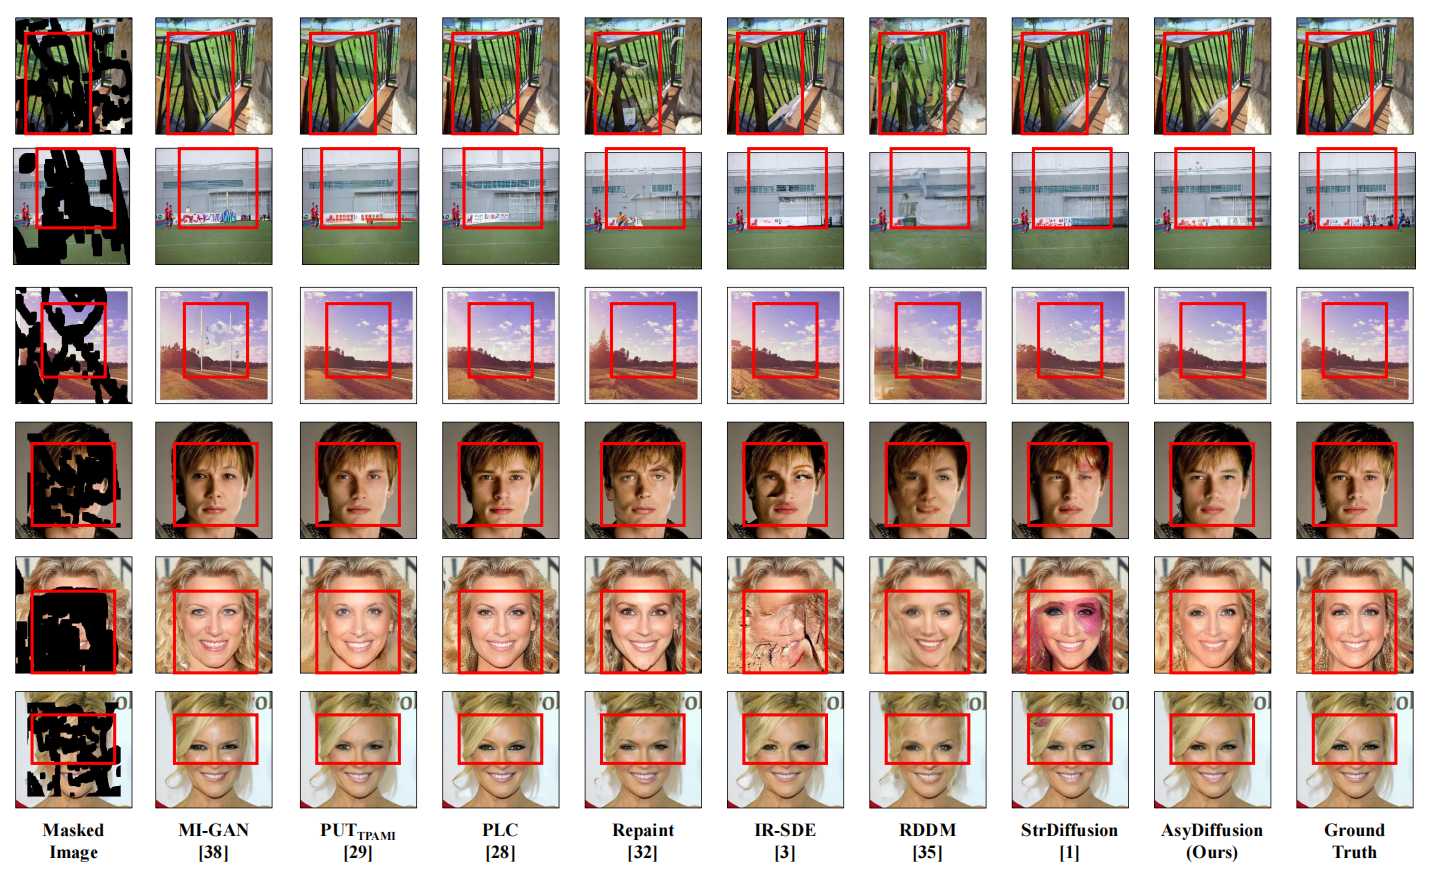 Masked MI-GAN PUT_TPAMI PLC Repaint IR-SDE RDDM StrDiffusion AsyDiffusion Ground
Image [38] [29] [28] [32] [3] [35] [1] (Ours) Truth